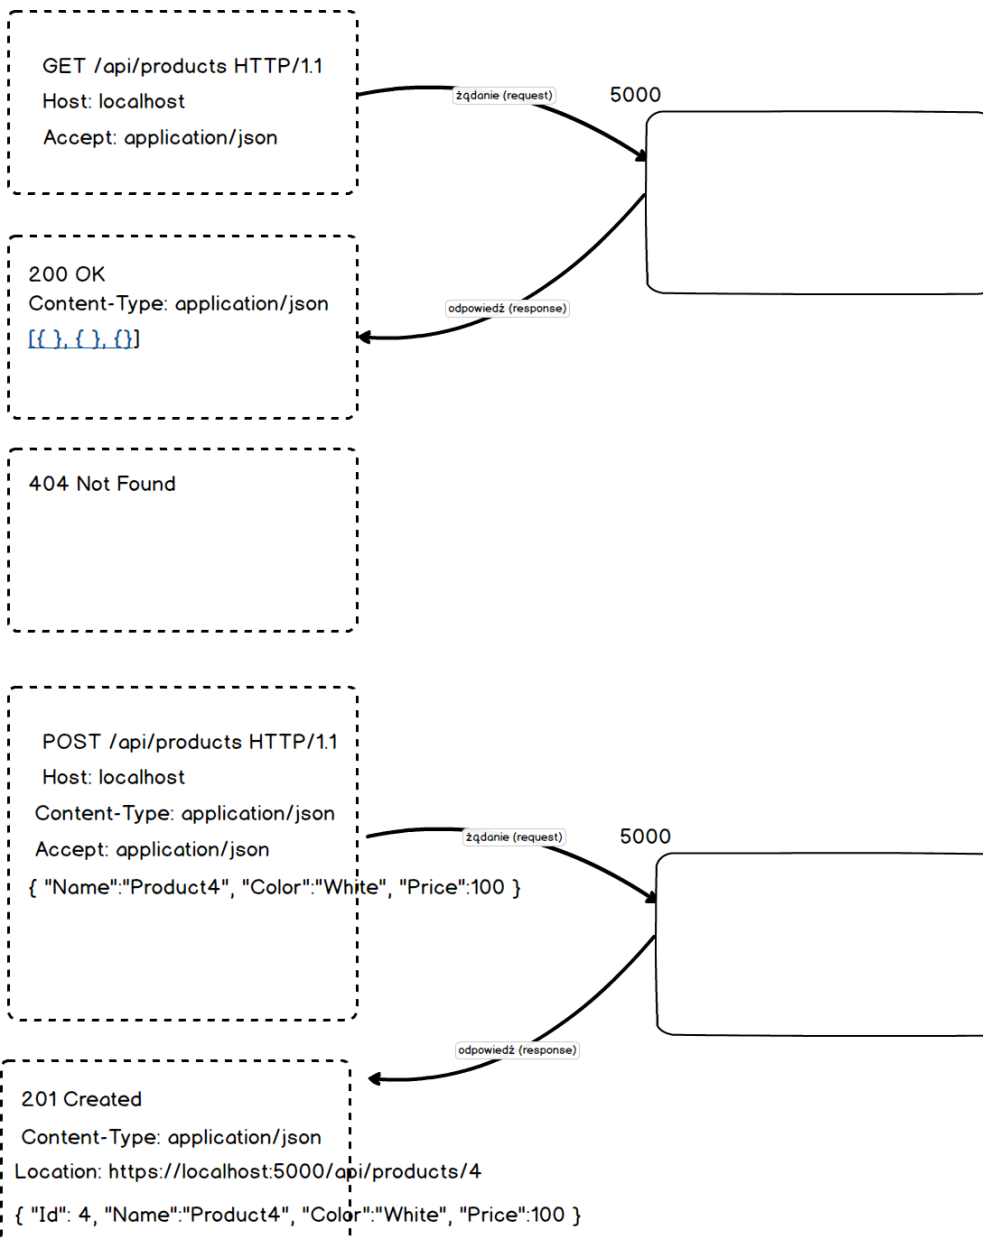 GET /api/products HTTP/1.1
Host: localhost
Accept: application/json
żądanie (request)
5000
200 OK
Content-Type: application/json
[{ }, { }, {}]
odpowiedź (response)
404 Not Found
POST /api/products HTTP/1.1
Host: localhost
Content-Type: application/json
Accept: application/json
{ "Name":"Product4", "Color":"White", "Price":100 }
żądanie (request)
5000
odpowiedź (response)
201 Created
Content-Type: application/json
Location: https://localhost:5000/api/products/4
{ "Id": 4, "Name":"Product4", "Color":"White", "Price":100 }